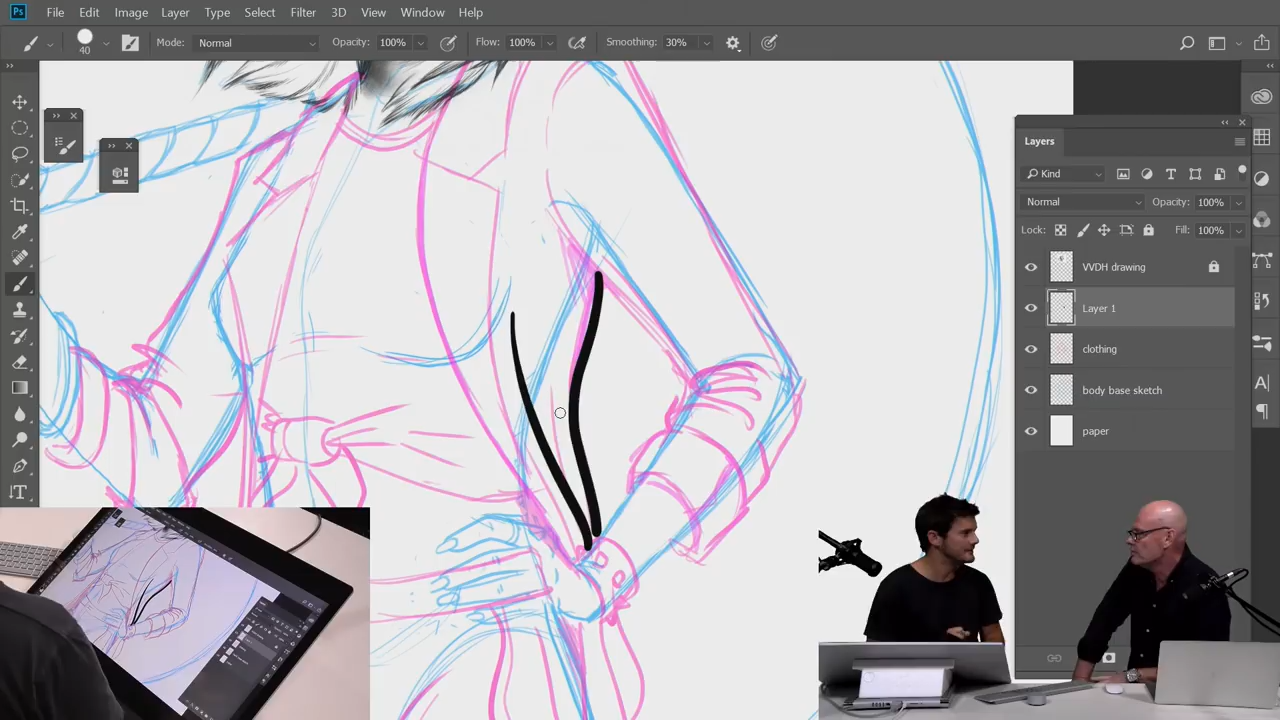 Ps File Edit Image Layer Type Select Filter 3D View Window Help
40 Mode: Normal Opacity: 100% Flow: 100% Smoothing: 30%
Layers
Kind
Normal Opacity: 100%
Lock: Fill: 100%
VVDH drawing
Layer 1
clothing
body base sketch
paper